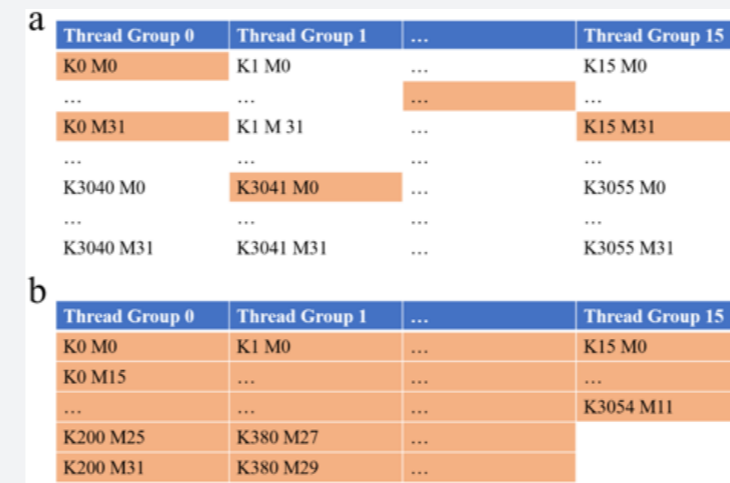 a
Thread Group 0 Thread Group 1 ... Thread Group 15
K0 M0 K1 M0 ... K15 M0
... ... ... ...
K0 M31 K1 M 31 ... K15 M31
... ... ... ...
K3040 M0 K3041 M0 ... K3055 M0
... ... ... ...
K3040 M31 K3041 M31 ... K3055 M31
b
Thread Group 0 Thread Group 1 ... Thread Group 15
K0 M0 K1 M0 ... K15 M0
K0 M15 ... ... ...
... ... ... K3054 M11
K200 M25 K380 M27 ...
K200 M31 K380 M29 ...